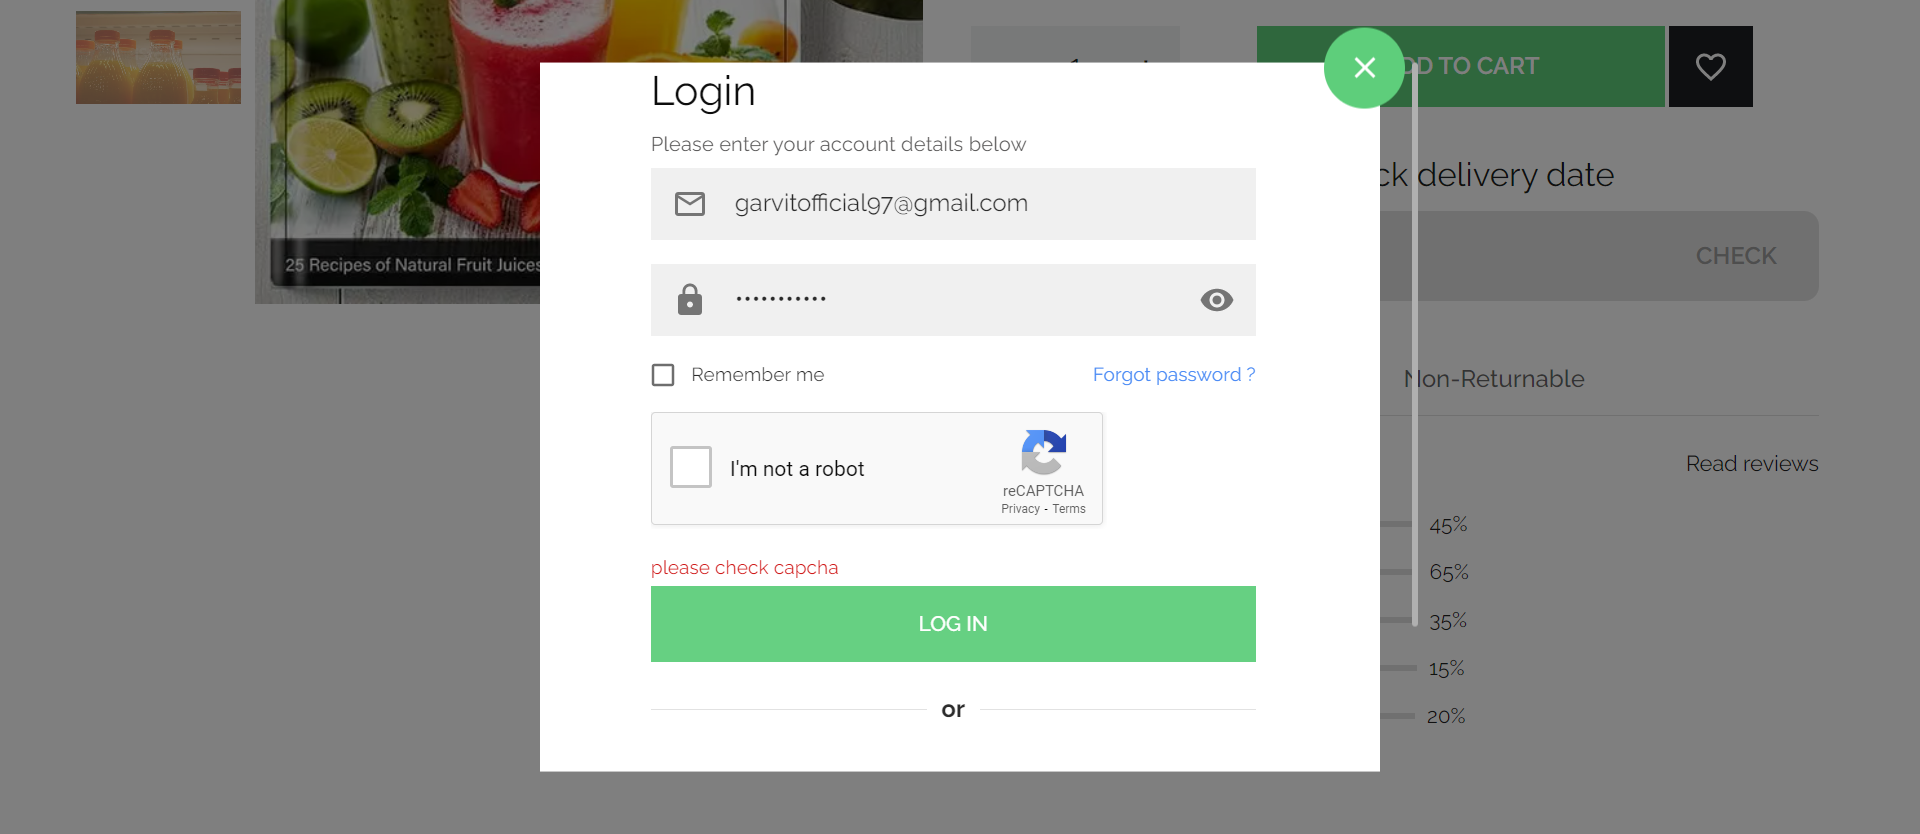 ADD TO CART
Login
Please enter your account details below
garvitofficial97@gmail.com
delivery date
CHECK
25 Recipes of Natural Fruit Juices
Remember me
Forgot password ?
Non-Returnable
I'm not a robot
reCAPTCHA
Privacy - Terms
Read reviews
45%
please check capcha
65%
LOG IN
35%
15%
or
20%